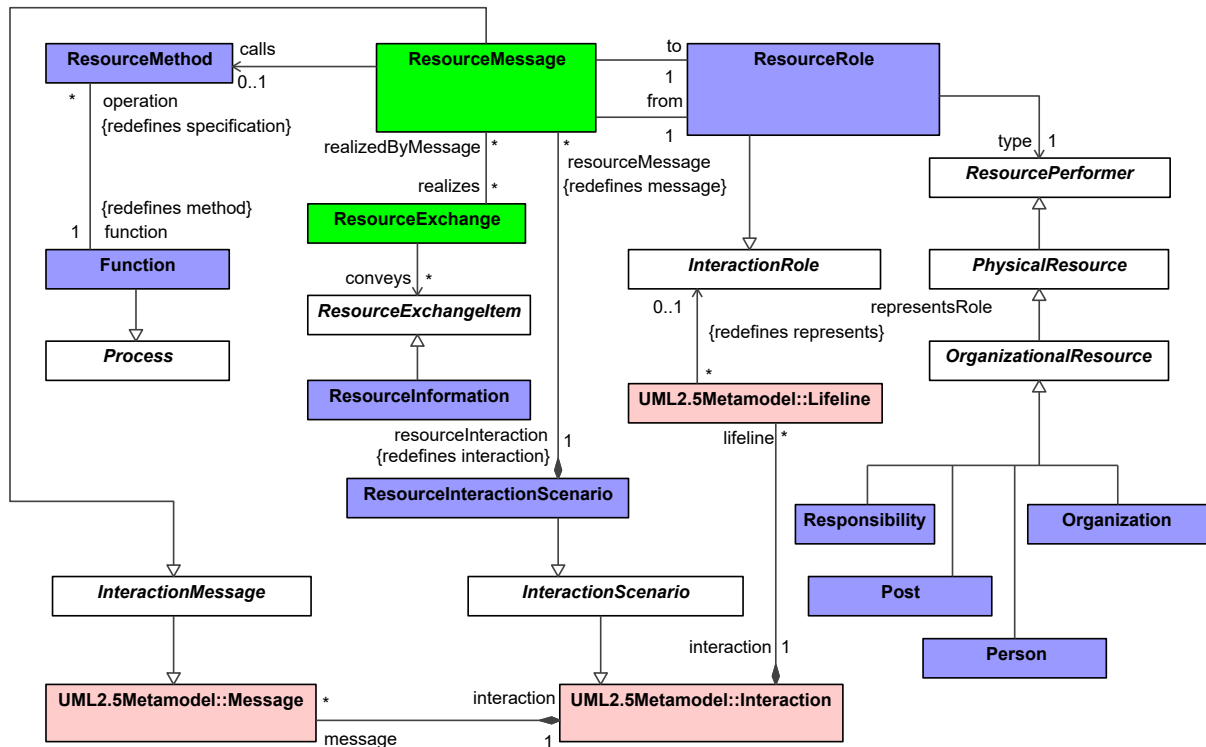 calls
to
ResourceMethod
ResourceMessage
ResourceRole
0..1
1
*
operation
from
{redefines specification}
1
type
1
realizedByMessage
*
*
resourceMessage
{redefines message}
ResourcePerformer
realizes
*
{redefines method}
1
function
ResourceExchange
Function
InteractionRole
PhysicalResource
conveys
*
0..1
representsRole
ResourceExchangeItem
{redefines represents}
Process
OrganizationalResource
*
ResourceInformation
UML2.5Metamodel::Lifeline
resourceInteraction
1
lifeline
*
{redefines interaction}
ResourceInteractionScenario
Responsibility
Organization
InteractionMessage
InteractionScenario
Post
interaction
1
Person
UML2.5Metamodel::Message
*
interaction
UML2.5Metamodel::Interaction
message
1